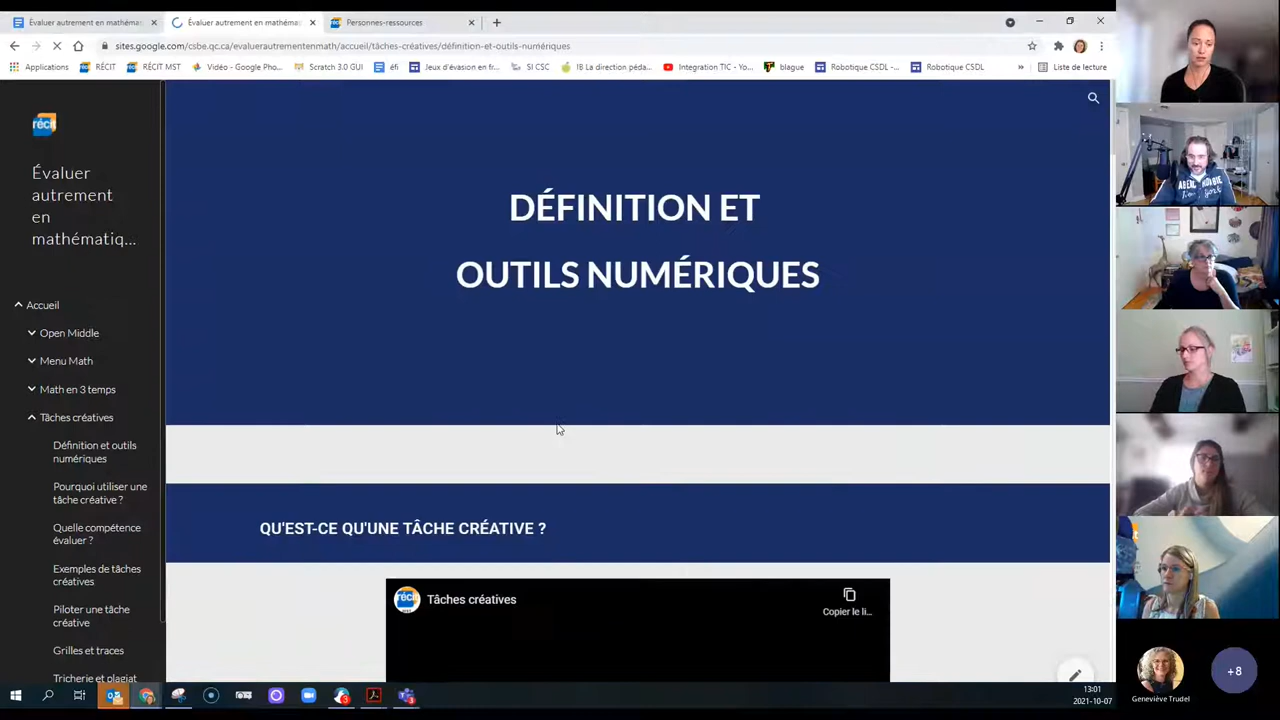 Évaluer autrement en mathémat
Évaluer autrement en mathémat
Personnes-ressources
sites.google.com/csbe.qc.ca/evaluerautrementenmath/accueil/tâches-créatives/définition-et-outils-numériques
Applications
RÉCIT
RÉCIT MST
Vidéo - Google Pho...
Scratch 3.0 GUI
éfi
Jeux d'évasion en fr...
SI CSC
!B La direction péda...
Integration TIC - Yo...
blague
Robotique CSDL -...
Robotique CSDL
»
Liste de lecture
récit
Évaluer
autrement
en
mathématiq...
Accueil
Open Middle
Menu Math
Math en 3 temps
Tâches créatives
Définition et outils
numériques
Pourquoi utiliser une
tâche créative ?
Quelle compétence
évaluer ?
Exemples de tâches
créatives
Piloter une tâche
créative
Grilles et traces
Tricherie et plagiat
DÉFINITION ET
OUTILS NUMÉRIQUES
QU'EST-CE QU'UNE TÂCHE CRÉATIVE ?
récit
Tâches créatives
Copier le li...
13:01
2021-10-07
Geneviève Trudel
+8